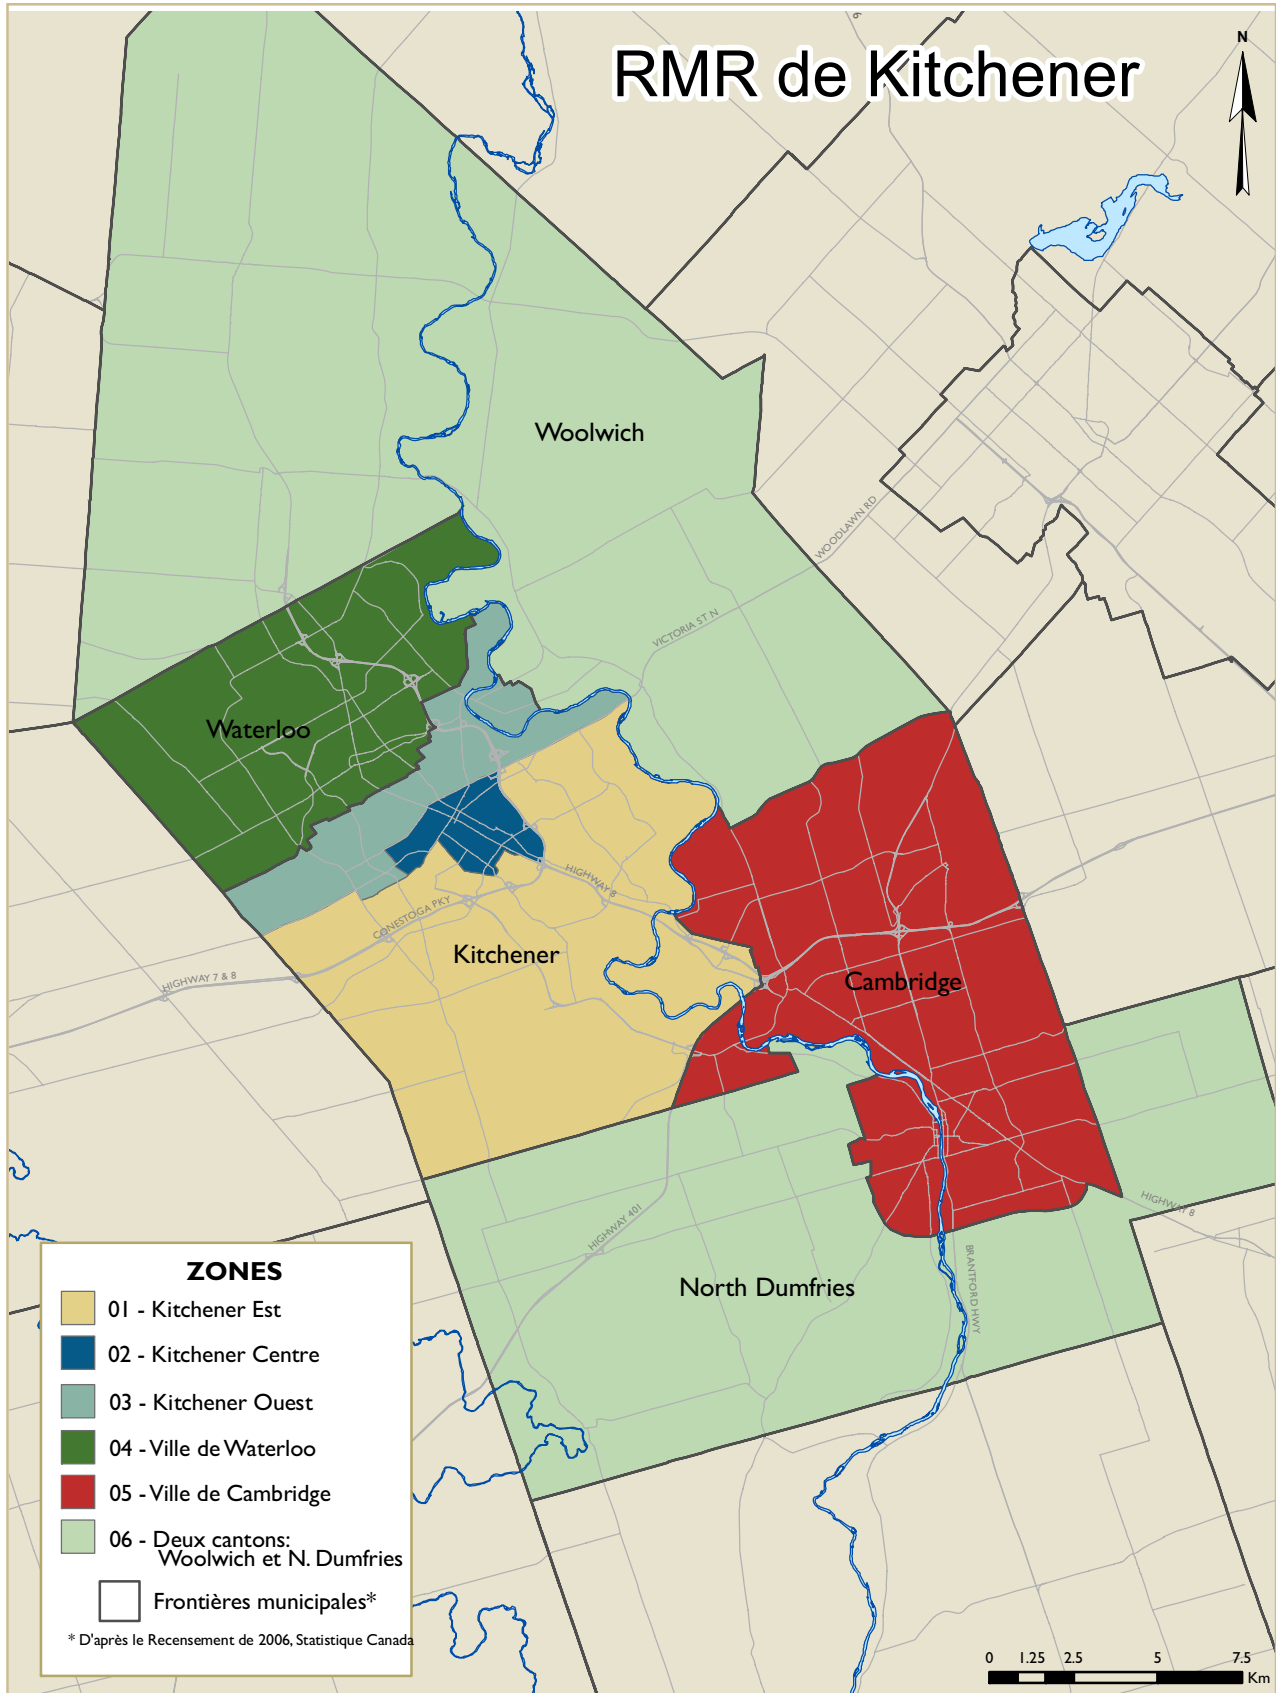 RMR de Kitchener
N
6
Woolwich
WOODLAWN RD
VICTORIA ST N
Waterloo
HIGHWAY 8
CONESTOGA PKY
Kitchener
HIGHWAY 7 & 8
Cambridge
HIGHWAY 8
HIGHWAY 401
BRANTFORD HWY
North Dumfries
ZONES
01 - Kitchener Est
02 - Kitchener Centre
03 - Kitchener Ouest
04 - Ville de Waterloo
05 - Ville de Cambridge
06 - Deux cantons:
Woolwich et N. Dumfries
Frontières municipales*
* D'après le Recensement de 2006, Statistique Canada
0 1.25 2.5 5 7.5
Km